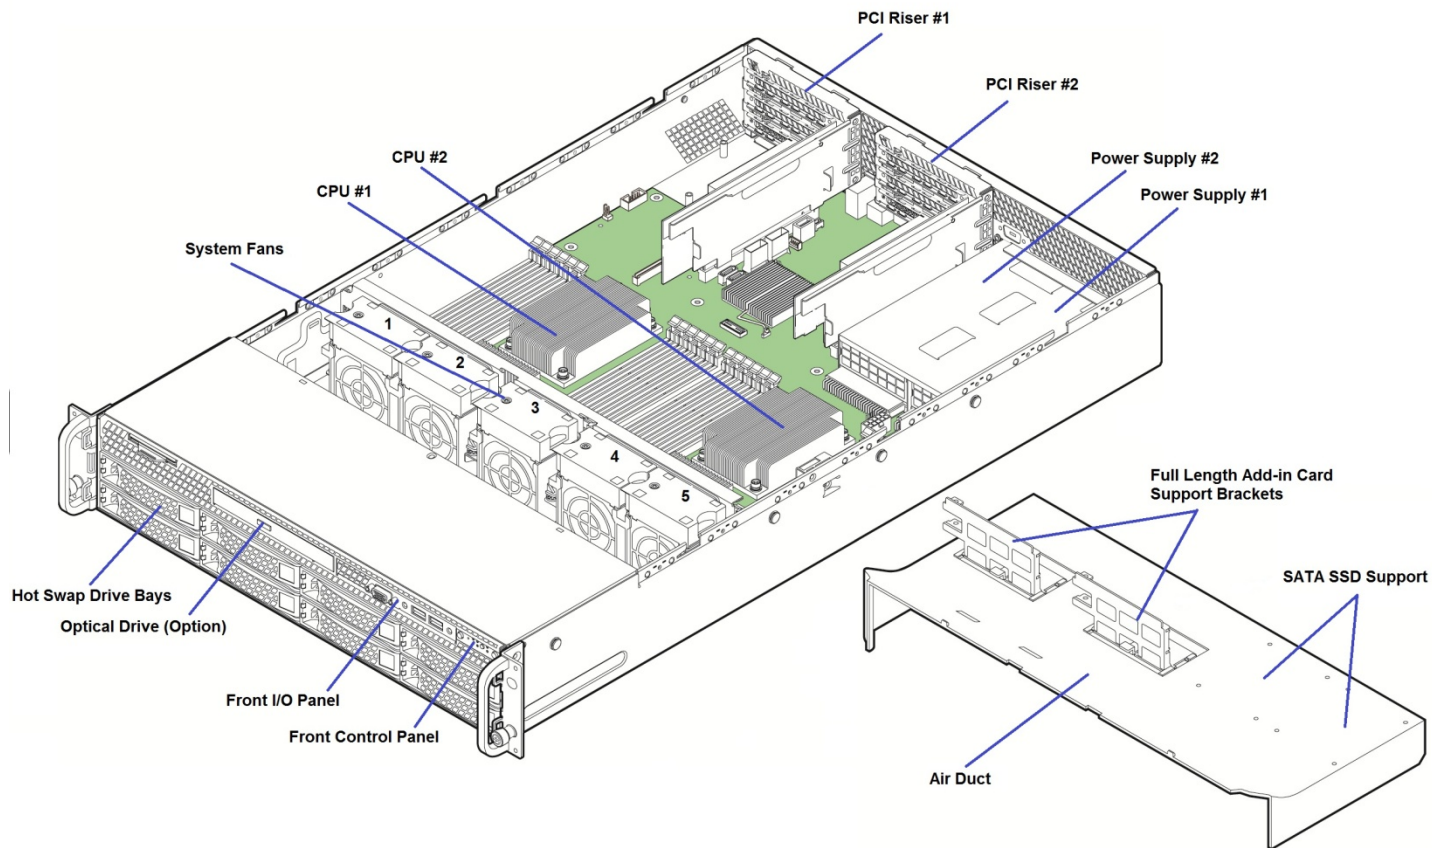 PCI Riser #1
PCI Riser #2
CPU #2
Power Supply #2
CPU #1
Power Supply #1
System Fans
1
2
3
4
5
Full Length Add-in Card
Support Brackets
Hot Swap Drive Bays
SATA SSD Support
Optical Drive (Option)
Front I/O Panel
Front Control Panel
Air Duct